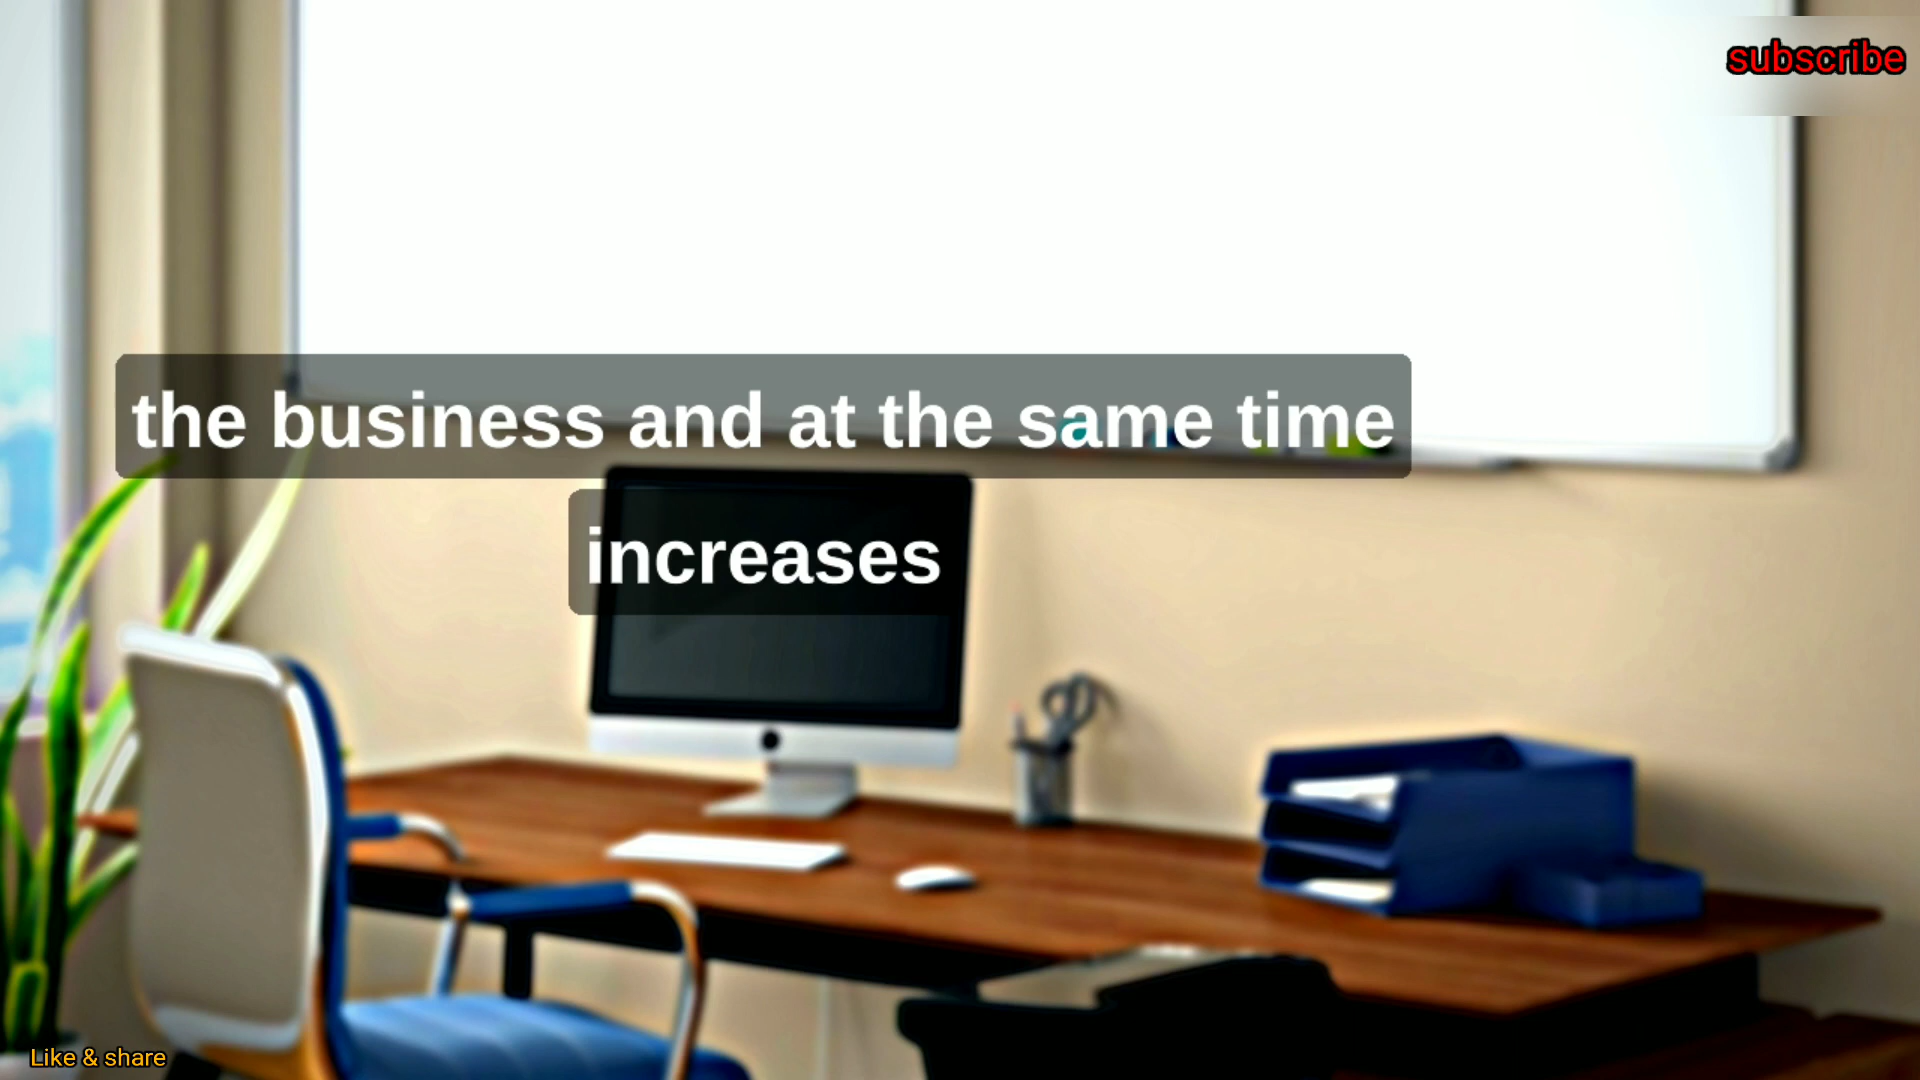 subscribe
the business and at the same time
increases
Like & share